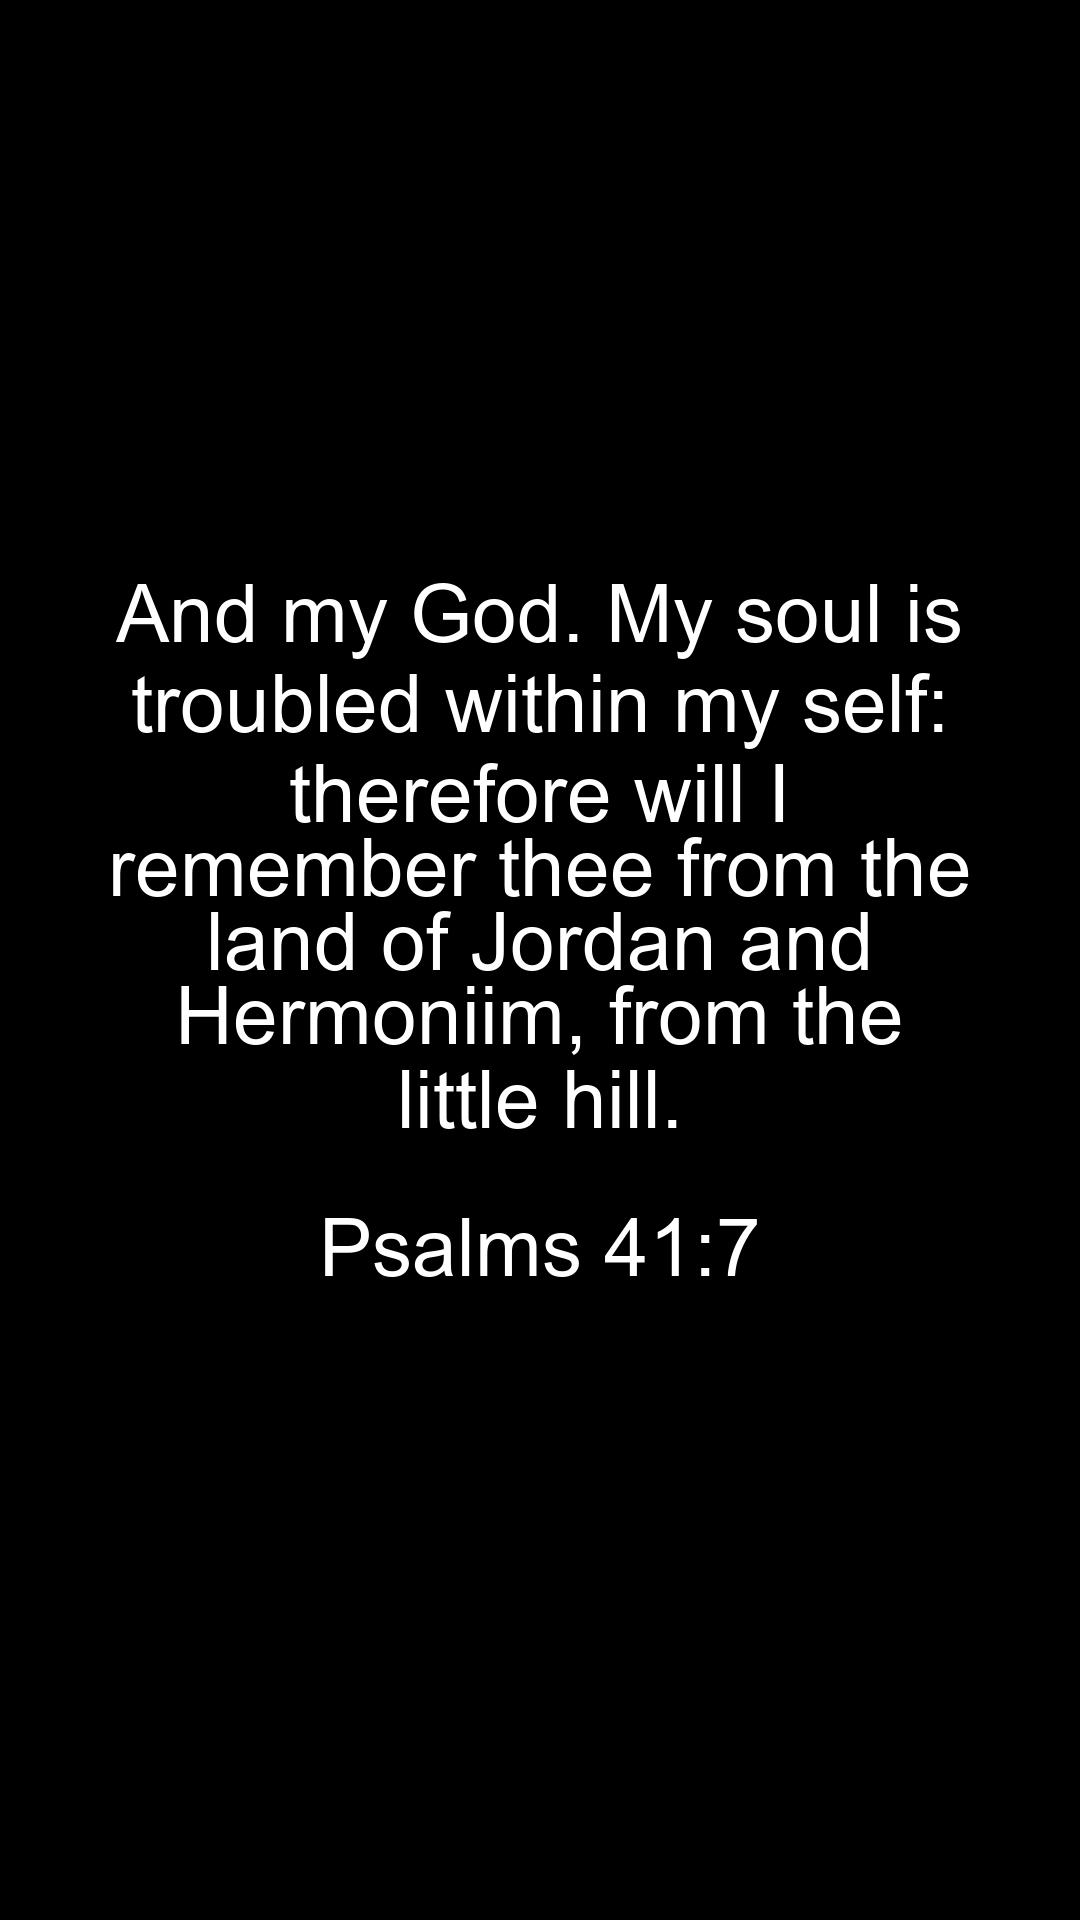 And my God. My soul is
troubled within my self:
therefore will I
remember thee from the
land of Jordan and
Hermoniim, from the
little hill.
Psalms 41:7